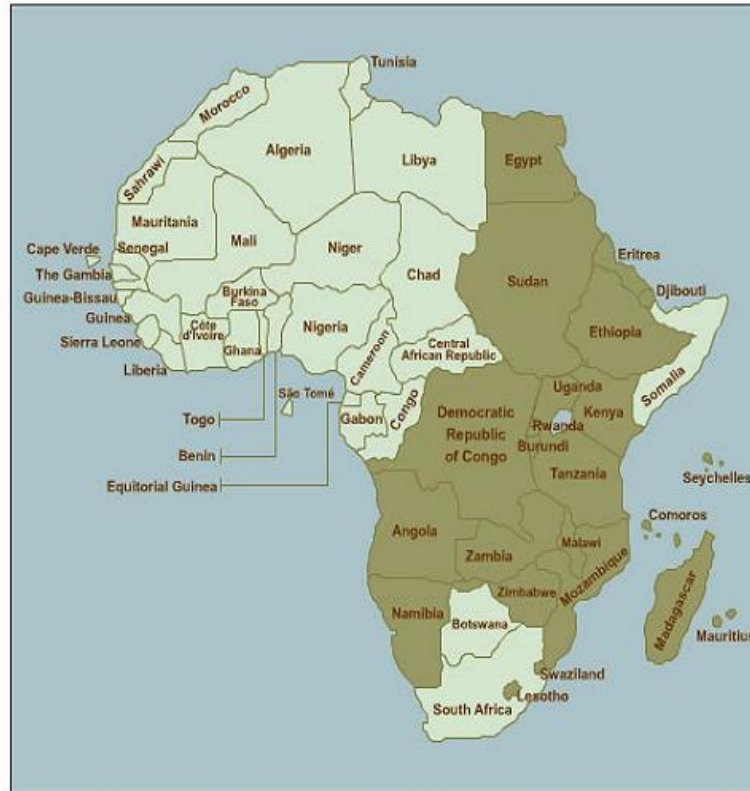 Tunisia
Morocco
Algeria
Libya
Egypt
Sahrawi
Mauritania
Mali
Niger
Chad
Sudan
Eritrea
Cape Verde
Senegal
The Gambia
Djibouti
Guinea-Bissau
Burkina
Faso
Guinea
Côte
d'Ivoire
Ghana
Nigeria
Cameroon
Central
African Republic
Ethiopia
Sierra Leone
Liberia
Somalia
São Tomé
Togo
Gabon
Congo
Democratic
Republic
of Congo
Uganda
Kenya
Rwanda
Burundi
Benin
Equitorial Guinea
Tanzania
Seychelles
Comoros
Angola
Zambia
Malawi
Mozambique
Zimbabwe
Madagascar
Namibia
Botswana
Mauritius
Swaziland
Lesotho
South Africa